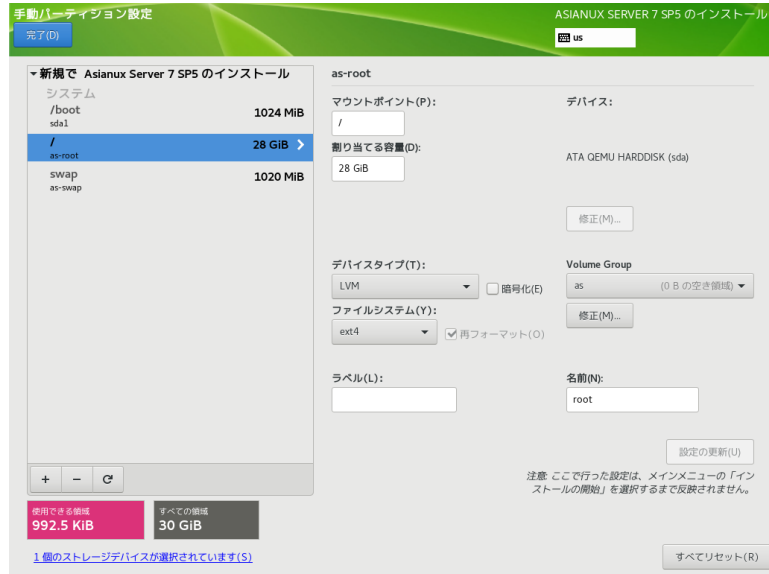 手動パーティション設定
ASIANUX SERVER 7 SP5 のインストール
完了(D)
us
新規で Asianux Server 7 SP5 のインストール
システム
/boot
1024 MiB
sda1
/
28 GiB
as-root
swap
1020 MiB
as-swap
+ −
使用できる領域
992.5 KiB
すべての領域
30 GiB
1 個のストレージデバイスが選択されています(S)
as-root
マウントポイント(P):
デバイス:
/
割り当てる容量(D):
28 GiB
ATA QEMU HARDDISK (sda)
修正(M)...
デバイスタイプ(T):
Volume Group
LVM
暗号化(E)
as
(0 B の空き領域)
ファイルシステム(Y):
修正(M)...
ext4
再フォーマット(O)
ラベル(L):
名前(N):
root
設定の更新(U)
注意: ここで行った設定は、メインメニューの「イン
ストールの開始」を選択するまで反映されません。
すべてリセット(R)